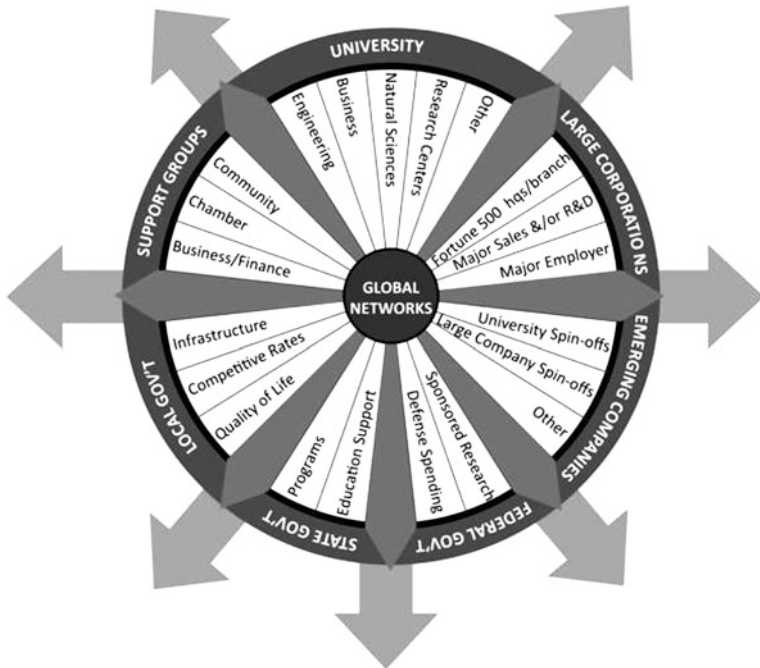 UNIVERSITY
Engineering
Business
Natural Sciences
Research Centers
Other
LARGE CORPORATIONS
Fortune 500 hqs/branch
Major Sales &/or R&D
Major Employer
EMERGING COMPANIES
University Spin-offs
Large Company Spin-offs
Other
FEDERAL GOV'T
Sponsored Research
Defense Spending
STATE GOV'T
Education Support
Programs
LOCAL GOV'T
Quality of Life
Competitive Rates
Infrastructure
SUPPORT GROUPS
Business/Finance
Chamber
Community
GLOBAL
NETWORKS